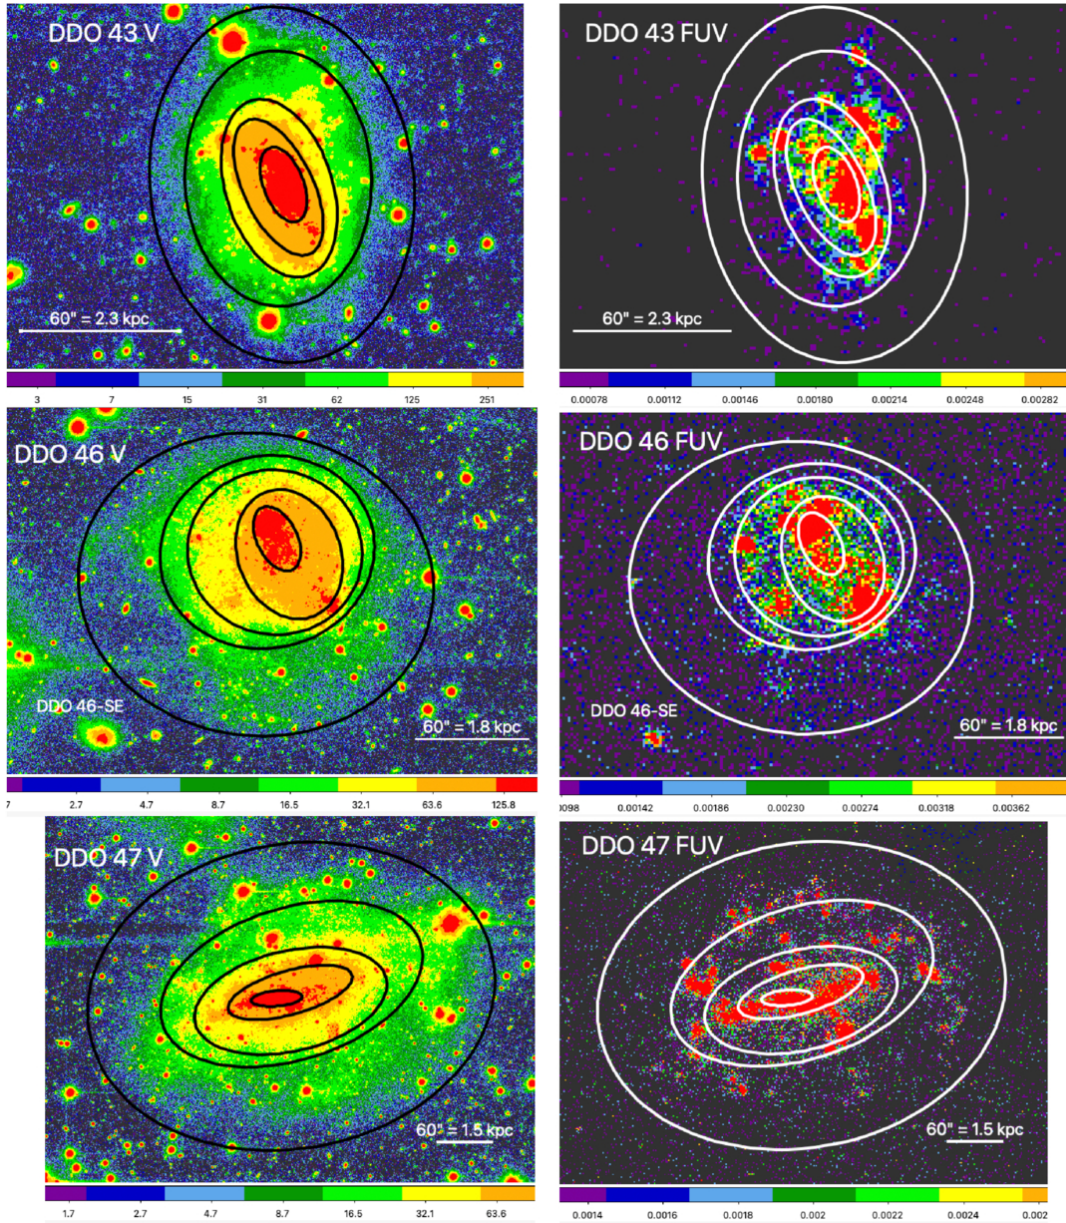 DDO 43 V
60" = 2.3 kpc
3 7 15 31 62 125 251
DDO 43 FUV
60" = 2.3 kpc
0.00078 0.00112 0.00146 0.00180 0.00214 0.00248 0.00282
DDO 46 V
DDO 46-SE
60" = 1.8 kpc
7 2.7 4.7 8.7 16.5 32.1 63.6 125.8
DDO 46 FUV
DDO 46-SE
60" = 1.8 kpc
0098 0.00142 0.00186 0.00230 0.00274 0.00318 0.00362
DDO 47 V
60" = 1.5 kpc
1.7 2.7 4.7 8.7 16.5 32.1 63.6
DDO 47 FUV
60" = 1.5 kpc
0.0014 0.0016 0.0018 0.002 0.0022 0.0024 0.002